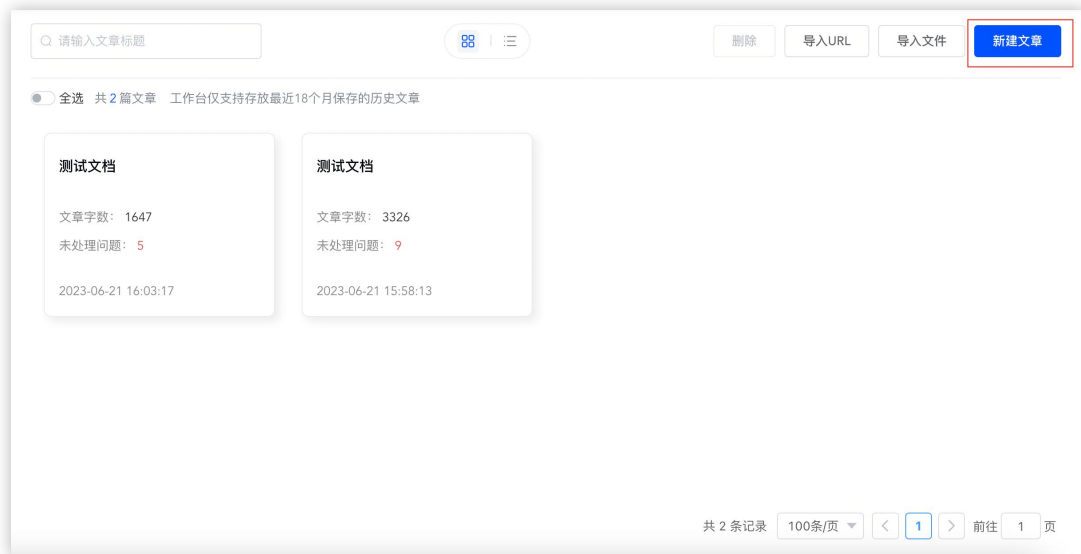 请输入文章标题
删除 导入URL 导入文件 新建文章
全选 共2篇文章 工作台仅支持存放最近18个月保存的历史文章
测试文档 测试文档
文章字数： 1647 文章字数： 3326
未处理问题： 5 未处理问题： 9
2023-06-21 16:03:17 2023-06-21 15:58:13
共 2 条记录 100条/页 1 前往 1 页